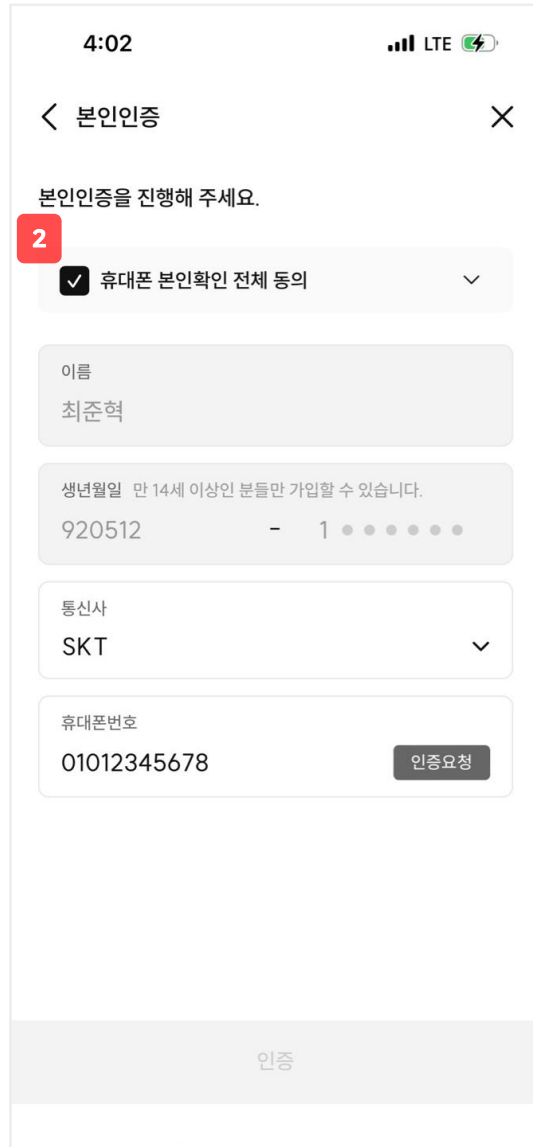 4:02 LTE
본인인증
본인인증을 진행해 주세요.
2
휴대폰 본인확인 전체 동의
이름
최준혁
생년월일 만 14세 이상인 분들만 가입할 수 있습니다.
920512 - 1 ● ● ● ● ● ●
통신사
SKT
휴대폰번호
01012345678 인증요청
인증